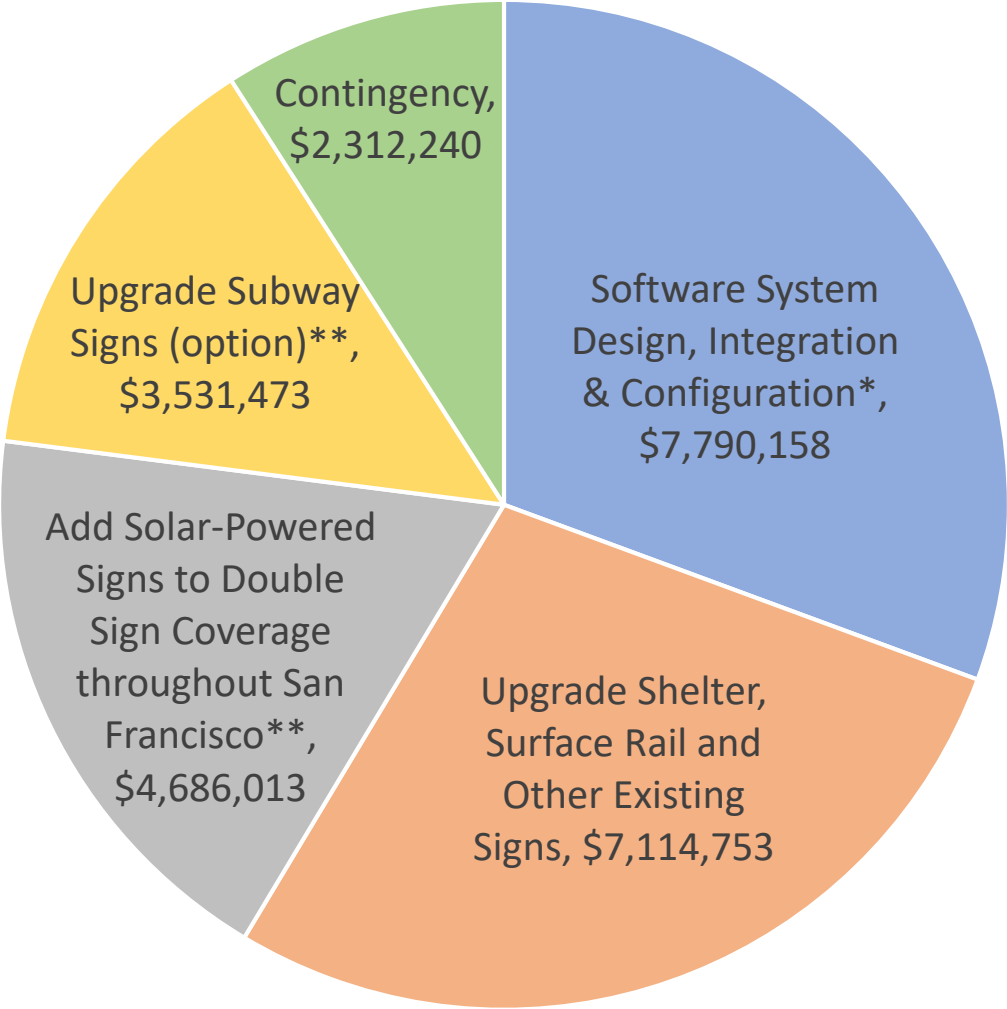 Contingency,
$2,312,240
Software System
Design, Integration
& Configuration*,
$7,790,158
Upgrade Subway
Signs (option)**,
$3,531,473
Add Solar-Powered
Signs to Double
Sign Coverage
throughout San
Francisco**,
$4,686,013
Upgrade Shelter,
Surface Rail and
Other Existing
Signs, $7,114,753